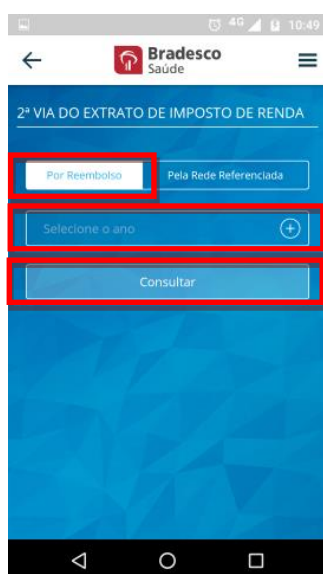 4G 10:49
Bradesco
Saúde
2ª VIA DO EXTRATO DE IMPOSTO DE RENDA
Por Reembolso Pela Rede Referenciada
Selecione o ano
Consultar